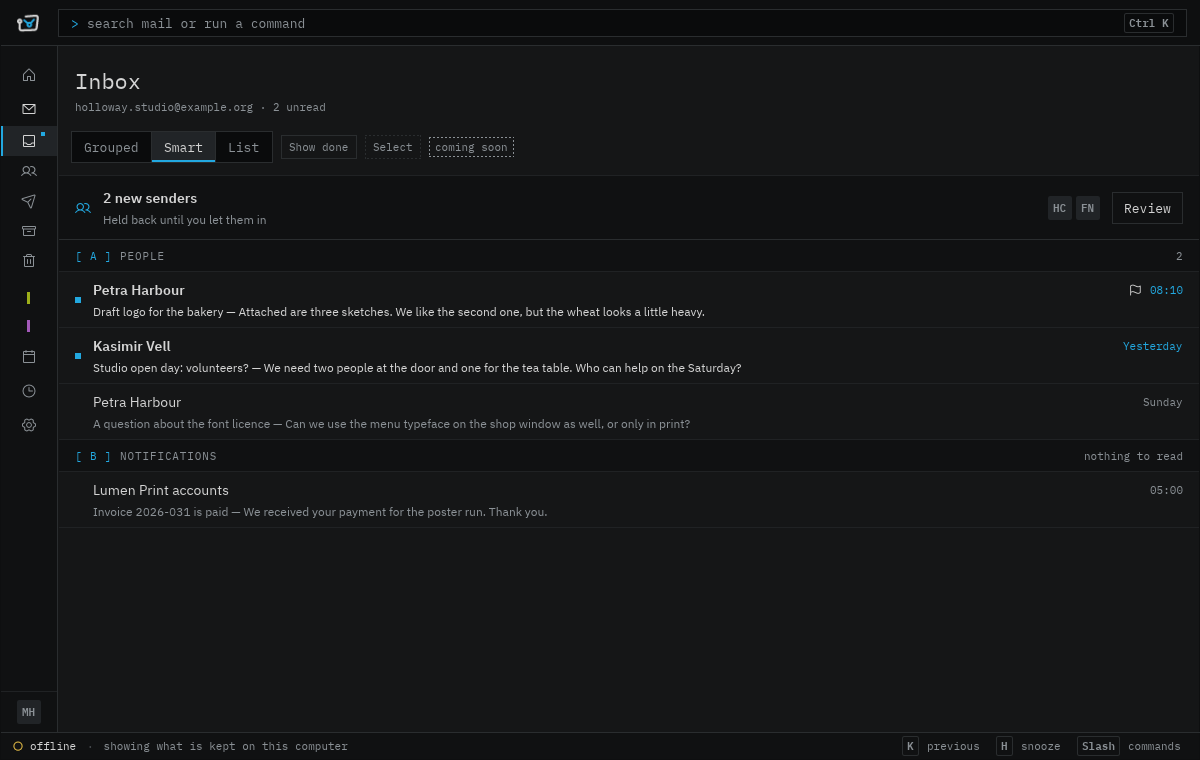 > search mail or run a command
Ctrl K
Inbox
holloway.studio@example.org · 2 unread
Grouped
Smart
List
Show done
Select
coming soon
2 new senders
Held back until you let them in
HC
FN
Review
[ A ] PEOPLE
2
Petra Harbour
08:10
Draft logo for the bakery — Attached are three sketches. We like the second one, but the wheat looks a little heavy.
Kasimir Vell
Yesterday
Studio open day: volunteers? — We need two people at the door and one for the tea table. Who can help on the Saturday?
Petra Harbour
Sunday
A question about the font licence — Can we use the menu typeface on the shop window as well, or only in print?
[ B ] NOTIFICATIONS
nothing to read
Lumen Print accounts
05:00
Invoice 2026-031 is paid — We received your payment for the poster run. Thank you.
MH
offline · showing what is kept on this computer
K previous
H snooze
Slash commands